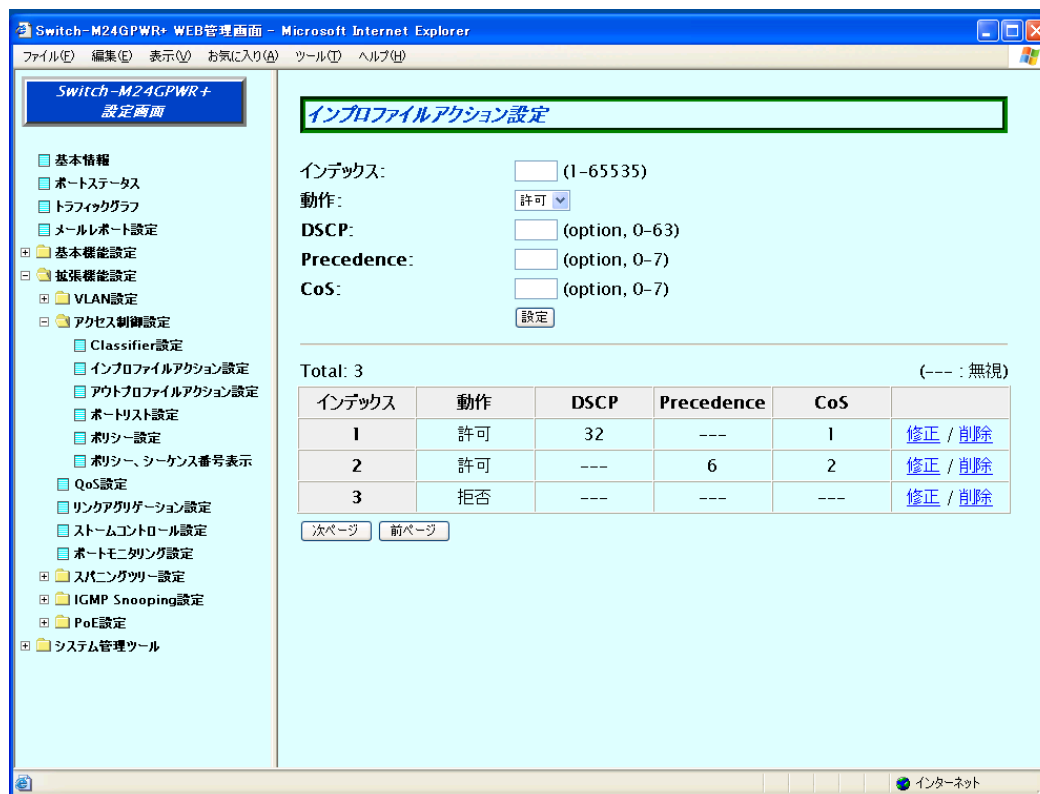 Switch-M24GPWR+ WEB管理画面 - Microsoft Internet Explorer
ファイル(F) 編集(E) 表示(V) お気に入り(A) ツール(T) ヘルプ(H)
Switch-M24GPWR+
設定画面
基本情報
ポートステータス
トラフィックグラフ
メールレポート設定
基本機能設定
拡張機能設定
VLAN設定
アクセス制御設定
Classifier設定
インプロファイルアクション設定
アウトプロファイルアクション設定
ポートリスト設定
ポリシー設定
ポリシー、シーケンス番号表示
QoS設定
リンクアグリゲーション設定
ストームコントロール設定
ポートモニタリング設定
スパニングツリー設定
IGMP Snooping設定
PoE設定
システム管理ツール
インプロファイルアクション設定
インデックス: (1-65535)
動作: 許可
DSCP: (option, 0-63)
Precedence: (option, 0-7)
CoS: (option, 0-7)
設定
Total: 3 (--- : 無視)
インデックス 動作 DSCP Precedence CoS
1 許可 32 --- 1 修正 / 削除
2 許可 --- 6 2 修正 / 削除
3 拒否 --- --- --- 修正 / 削除
次ページ 前ページ
インターネット